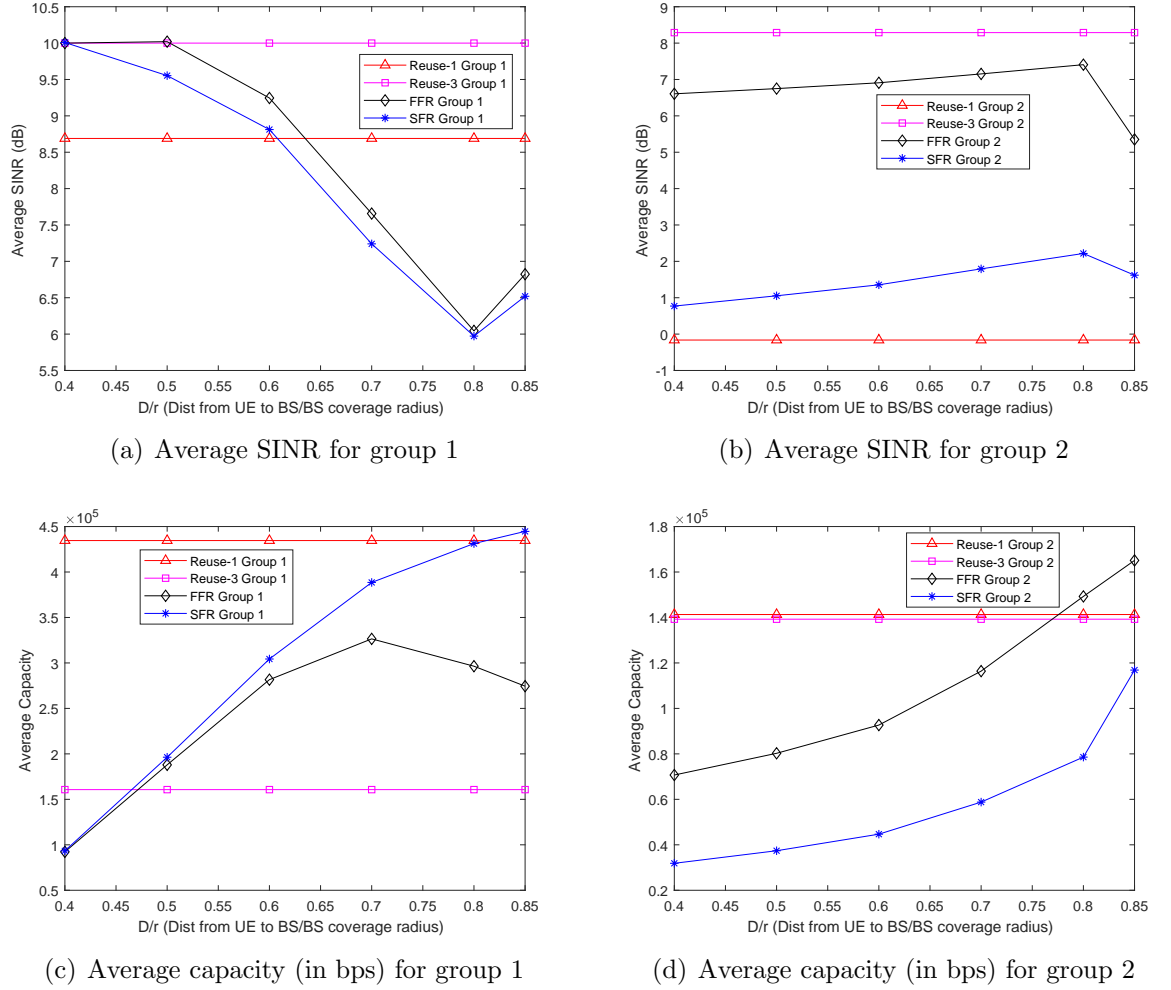 10.5
10
9.5
9
8.5
8
7.5
7
6.5
6
5.5
Average SINR (dB)
Reuse-1 Group 1
Reuse-3 Group 1
FFR Group 1
SFR Group 1
0.4 0.45 0.5 0.55 0.6 0.65 0.7 0.75 0.8 0.85
D/r (Dist from UE to BS/BS coverage radius)
(a) Average SINR for group 1
9
8
7
6
5
4
3
2
1
0
-1
Average SINR (dB)
Reuse-1 Group 2
Reuse-3 Group 2
FFR Group 2
SFR Group 2
0.4 0.45 0.5 0.55 0.6 0.65 0.7 0.75 0.8 0.85
D/r (Dist from UE to BS/BS coverage radius)
(b) Average SINR for group 2
×10^5
4.5
4
3.5
3
2.5
2
1.5
1
0.5
Average Capacity
Reuse-1 Group 1
Reuse-3 Group 1
FFR Group 1
SFR Group 1
0.4 0.45 0.5 0.55 0.6 0.65 0.7 0.75 0.8 0.85
D/r (Dist from UE to BS/BS coverage radius)
(c) Average capacity (in bps) for group 1
×10^5
1.8
1.6
1.4
1.2
1
0.8
0.6
0.4
0.2
Average Capacity
Reuse-1 Group 2
Reuse-3 Group 2
FFR Group 2
SFR Group 2
0.4 0.45 0.5 0.55 0.6 0.65 0.7 0.75 0.8 0.85
D/r (Dist from UE to BS/BS coverage radius)
(d) Average capacity (in bps) for group 2